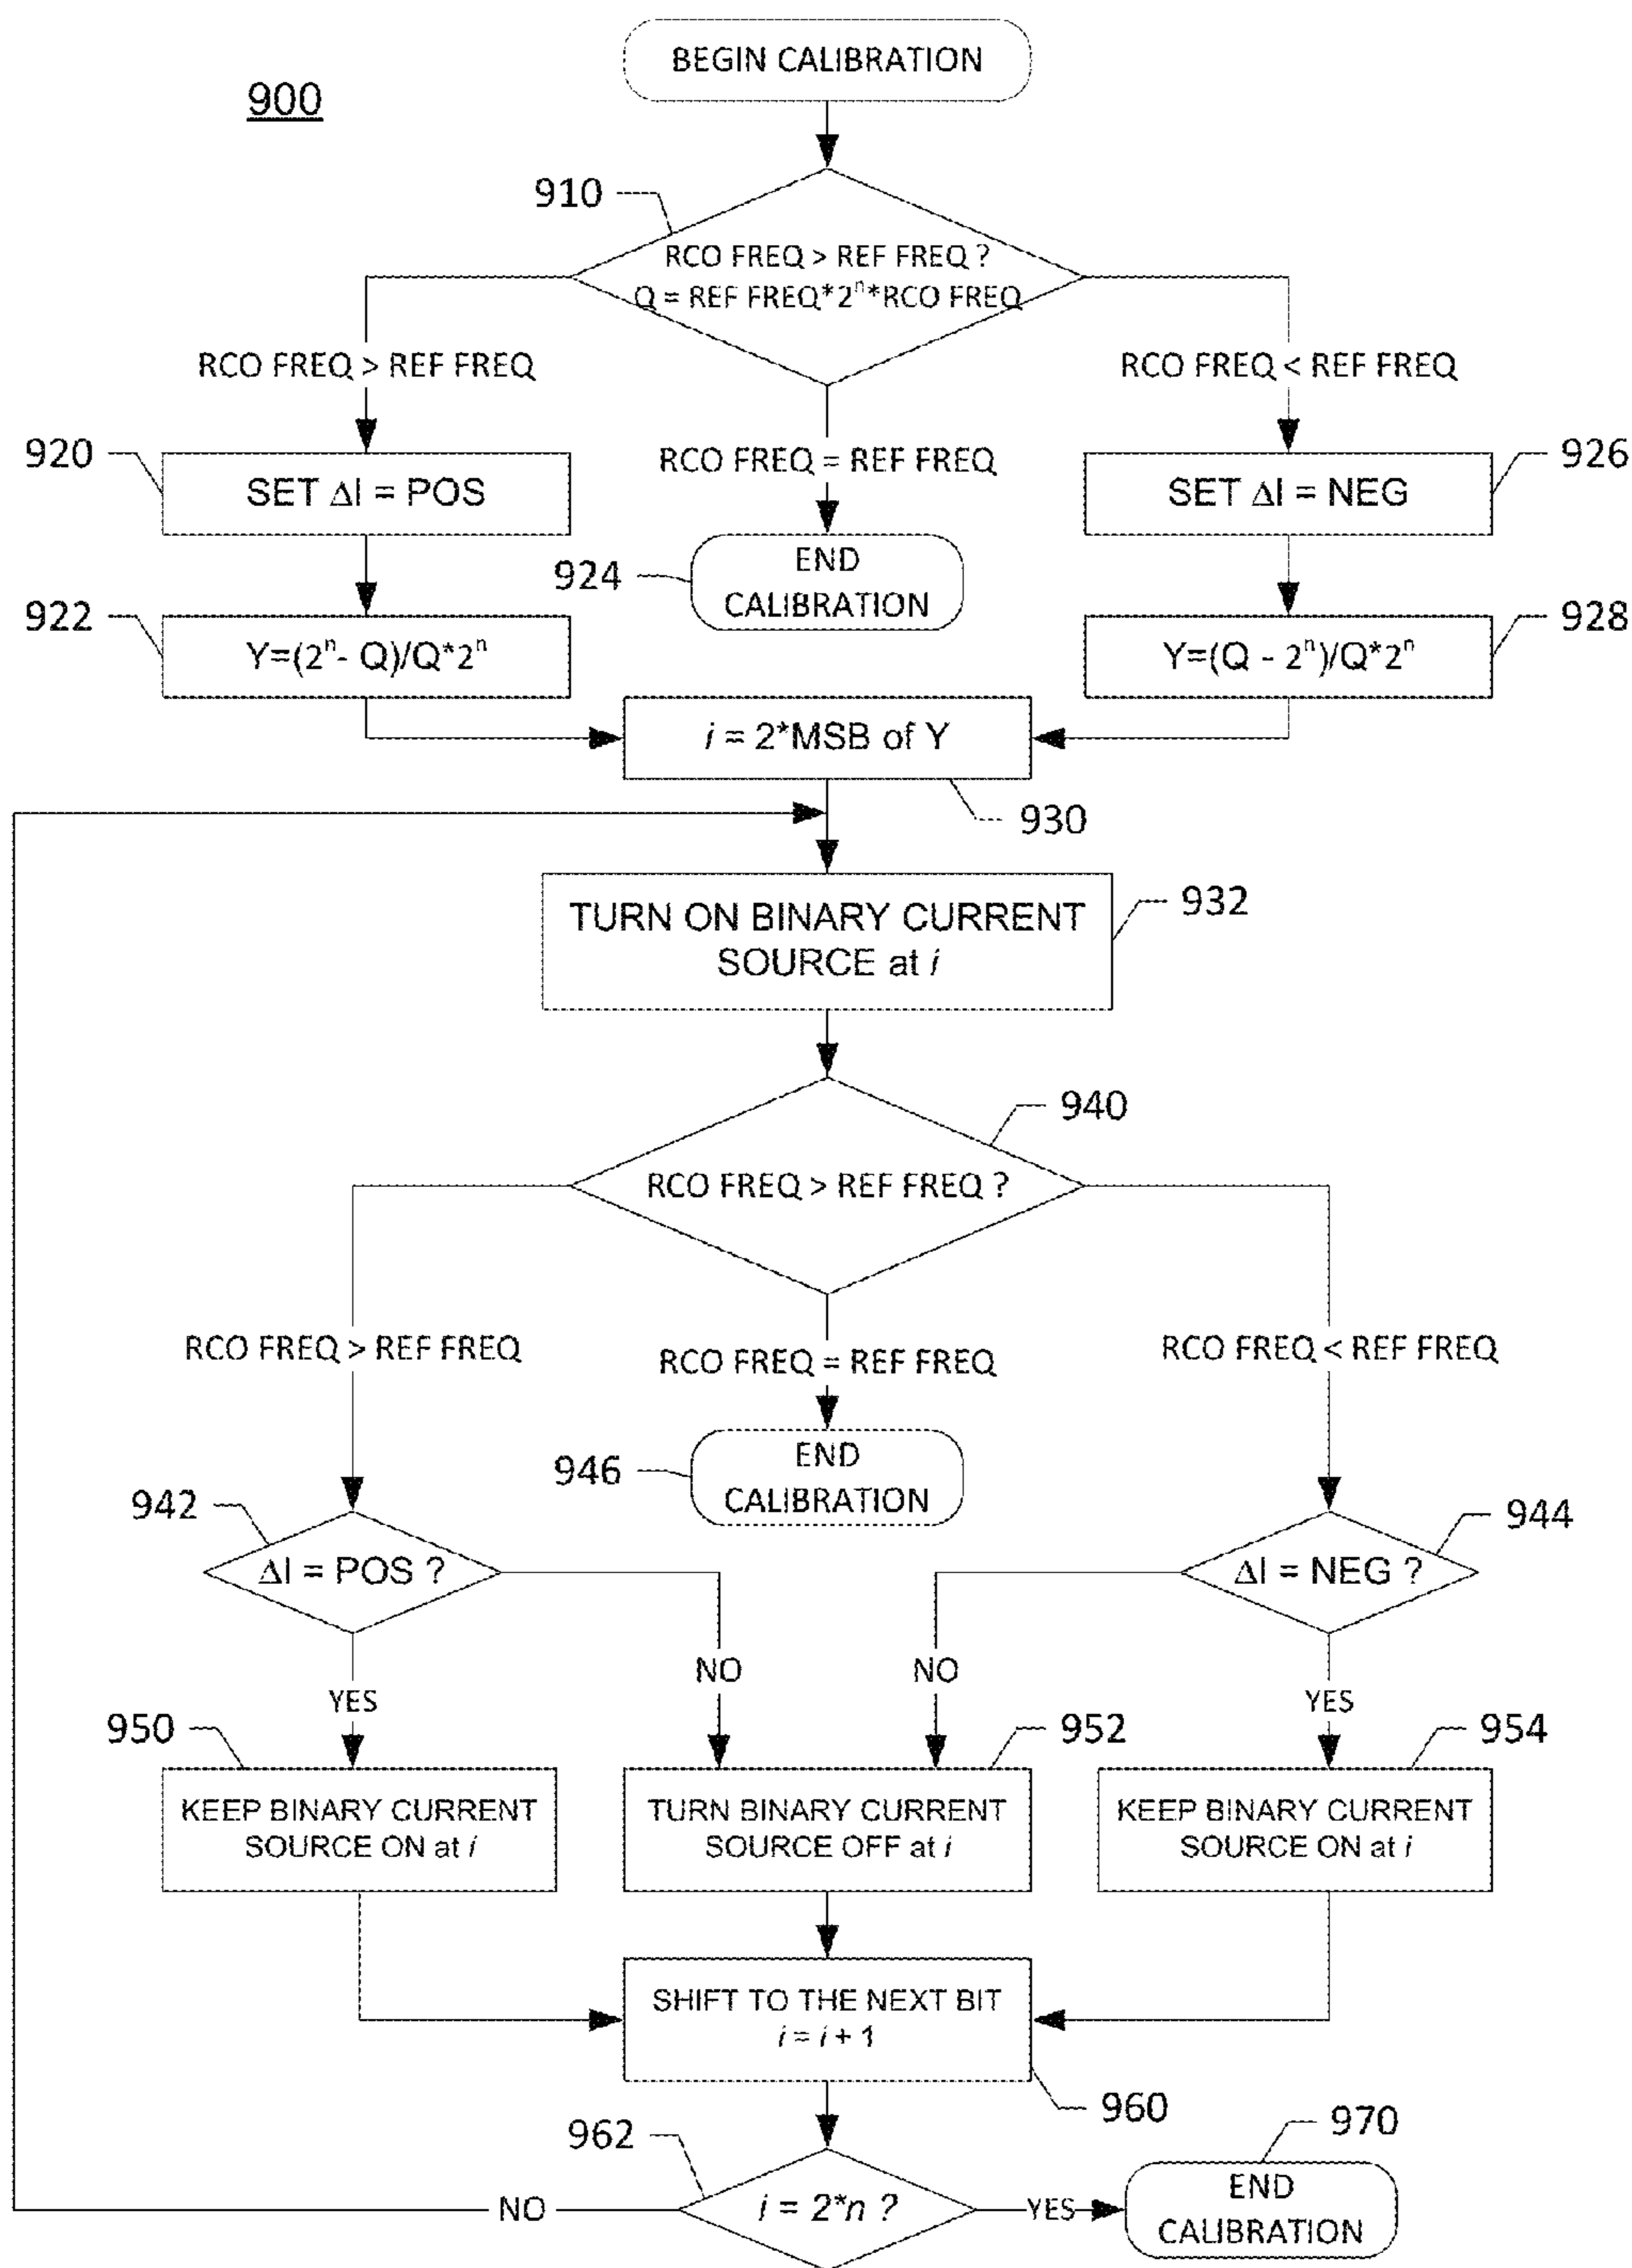 BEGIN CALIBRATION
900
910
RCO FREQ > REF FREQ ?
Q = REF FREQ*2ⁿ*RCO FREQ
RCO FREQ > REF FREQ
RCO FREQ < REF FREQ
920
SET ΔI = POS
RCO FREQ = REF FREQ
SET ΔI = NEG
926
924
END
CALIBRATION
922
Y=(2ⁿ- Q)/Q*2ⁿ
Y=(Q - 2ⁿ)/Q*2ⁿ
928
i = 2*MSB of Y
930
TURN ON BINARY CURRENT
SOURCE at i
932
940
RCO FREQ > REF FREQ ?
RCO FREQ > REF FREQ
RCO FREQ = REF FREQ
RCO FREQ < REF FREQ
946
END
CALIBRATION
942
ΔI = POS ?
944
ΔI = NEG ?
NO
NO
YES
YES
950
952
954
KEEP BINARY CURRENT
SOURCE ON at i
TURN BINARY CURRENT
SOURCE OFF at i
KEEP BINARY CURRENT
SOURCE ON at i
SHIFT TO THE NEXT BIT
i = i + 1
960
962
970
NO
i = 2*n ?
YES
END
CALIBRATION